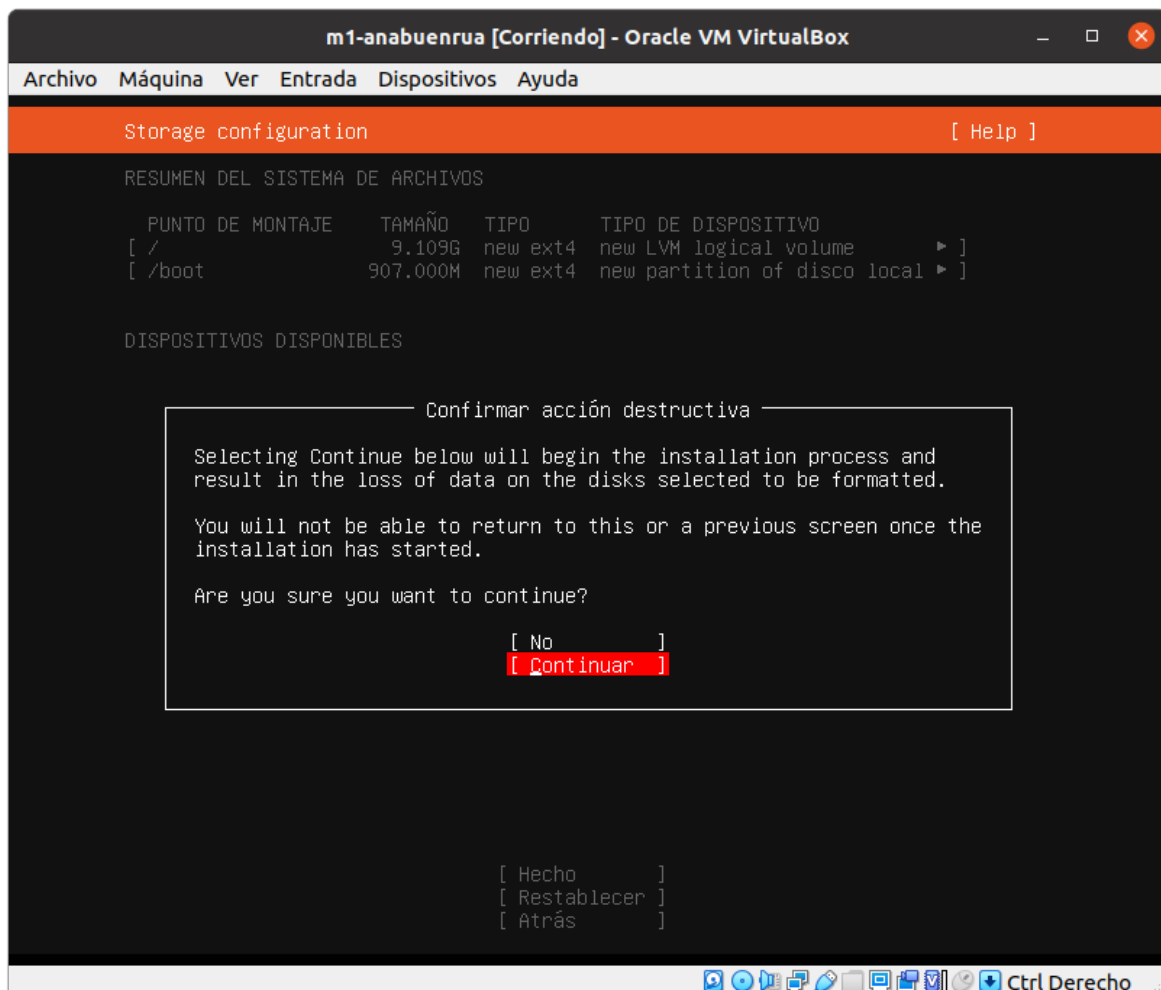 m1-anabuenrua [Corriendo] - Oracle VM VirtualBox
Archivo Máquina Ver Entrada Dispositivos Ayuda
Storage configuration [ Help ]
RESUMEN DEL SISTEMA DE ARCHIVOS
PUNTO DE MONTAJE TAMAÑO TIPO TIPO DE DISPOSITIVO
[ / 9.109G new ext4 new LVM logical volume ▸ ]
[ /boot 907.000M new ext4 new partition of disco local ▸ ]
DISPOSITIVOS DISPONIBLES
Confirmar acción destructiva
Selecting Continue below will begin the installation process and
result in the loss of data on the disks selected to be formatted.
You will not be able to return to this or a previous screen once the
installation has started.
Are you sure you want to continue?
[ No ]
[ Continuar ]
[ Hecho ]
[ Restablecer ]
[ Atrás ]
Ctrl Derecho